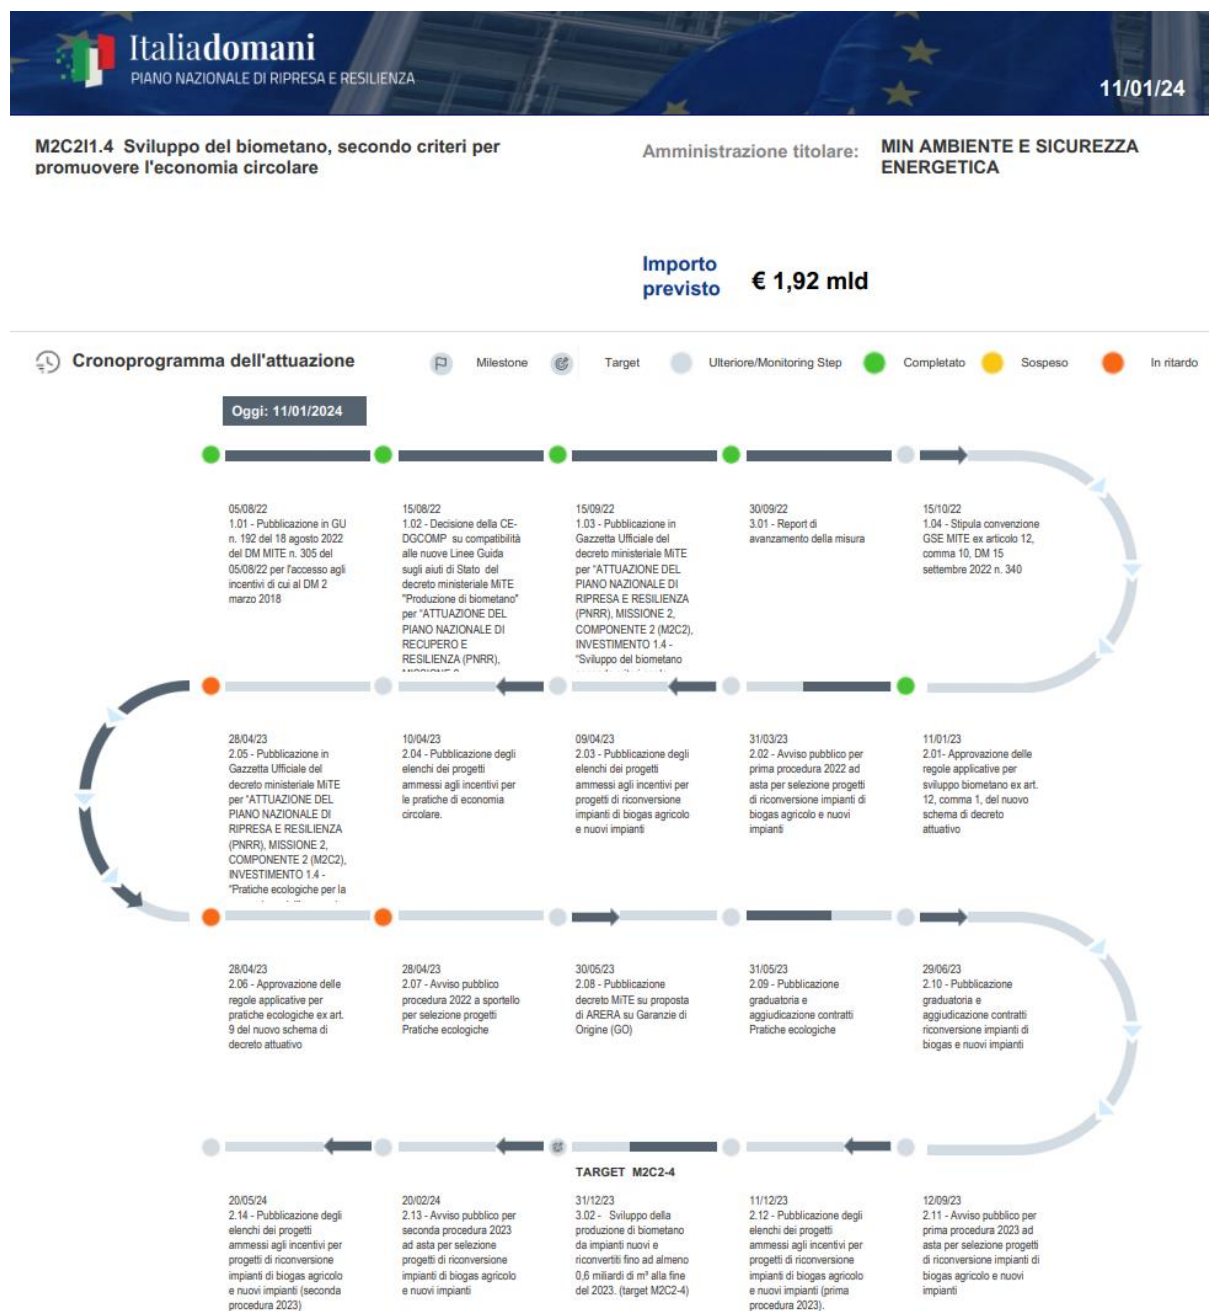 Italiadomani
PIANO NAZIONALE DI RIPRESA E RESILIENZA
11/01/24
M2C2I1.4 Sviluppo del biometano, secondo criteri per
promuovere l'economia circolare
Amministrazione titolare:
MIN AMBIENTE E SICUREZZA
ENERGETICA
Importo
previsto
€ 1,92 mld
Cronoprogramma dell'attuazione
Milestone
Target
Ulteriore/Monitoring Step
Completato
Sospeso
In ritardo
Oggi: 11/01/2024
05/08/22
1.01 - Pubblicazione in GU
n. 192 del 18 agosto 2022
del DM MITE n. 305 del
05/08/22 per l'accesso agli
incentivi di cui al DM 2
marzo 2018
15/08/22
1.02 - Decisione della CE-
DGCOMP su compatibilità
alle nuove Linee Guida
sugli aiuti di Stato del
decreto ministeriale MiTE
"Produzione di biometano"
per "ATTUAZIONE DEL
PIANO NAZIONALE DI
RECUPERO E
RESILIENZA (PNRR),
15/09/22
1.03 - Pubblicazione in
Gazzetta Ufficiale del
decreto ministeriale MiTE
per "ATTUAZIONE DEL
PIANO NAZIONALE DI
RIPRESA E RESILIENZA
(PNRR), MISSIONE 2,
COMPONENTE 2 (M2C2),
INVESTIMENTO 1.4 -
"Sviluppo del biometano
30/09/22
3.01 - Report di
avanzamento della misura
15/10/22
1.04 - Stipula convenzione
GSE MITE ex articolo 12,
comma 10, DM 15
settembre 2022 n. 340
28/04/23
2.05 - Pubblicazione in
Gazzetta Ufficiale del
decreto ministeriale MiTE
per "ATTUAZIONE DEL
PIANO NAZIONALE DI
RIPRESA E RESILIENZA
(PNRR), MISSIONE 2,
COMPONENTE 2 (M2C2),
INVESTIMENTO 1.4 -
"Pratiche ecologiche per la
10/04/23
2.04 - Pubblicazione degli
elenchi dei progetti
ammessi agli incentivi per
le pratiche di economia
circolare.
09/04/23
2.03 - Pubblicazione degli
elenchi dei progetti
ammessi agli incentivi per
progetti di riconversione
impianti di biogas agricolo
e nuovi impianti
31/03/23
2.02 - Avviso pubblico per
prima procedura 2022 ad
asta per selezione progetti
di riconversione impianti di
biogas agricolo e nuovi
impianti
11/01/23
2.01- Approvazione delle
regole applicative per
sviluppo biometano ex art.
12, comma 1, del nuovo
schema di decreto
attuativo
28/04/23
2.06 - Approvazione delle
regole applicative per
pratiche ecologiche ex art.
9 del nuovo schema di
decreto attuativo
28/04/23
2.07 - Avviso pubblico
procedura 2022 a sportello
per selezione progetti
Pratiche ecologiche
30/05/23
2.08 - Pubblicazione
decreto MiTE su proposta
di ARERA su Garanzie di
Origine (GO)
31/05/23
2.09 - Pubblicazione
graduatoria e
aggiudicazione contratti
Pratiche ecologiche
29/06/23
2.10 - Pubblicazione
graduatoria e
aggiudicazione contratti
riconversione impianti di
biogas e nuovi impianti
20/05/24
2.14 - Pubblicazione degli
elenchi dei progetti
ammessi agli incentivi per
progetti di riconversione
impianti di biogas agricolo
e nuovi impianti (seconda
procedura 2023)
20/02/24
2.13 - Avviso pubblico per
seconda procedura 2023
ad asta per selezione
progetti di riconversione
impianti di biogas agricolo
e nuovi impianti
TARGET M2C2-4
31/12/23
3.02 - Sviluppo della
produzione di biometano
da impianti nuovi e
riconvertiti fino ad almeno
0,6 miliardi di m³ alla fine
del 2023. (target M2C2-4)
11/12/23
2.12 - Pubblicazione degli
elenchi dei progetti
ammessi agli incentivi per
progetti di riconversione
impianti di biogas agricolo
e nuovi impianti (prima
procedura 2023).
12/09/23
2.11 - Avviso pubblico per
prima procedura 2023 ad
asta per selezione progetti
di riconversione impianti di
biogas agricolo e nuovi
impianti